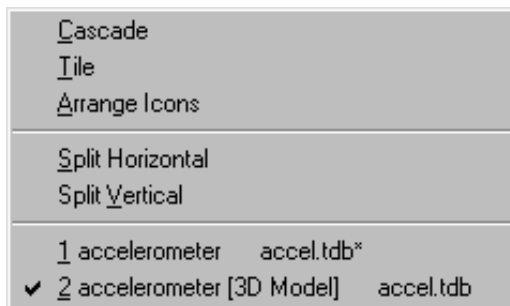 Cascade
Tile
Arrange Icons
Split Horizontal
Split Vertical
1 accelerometer accel.tdb*
2 accelerometer [3D Model] accel.tdb